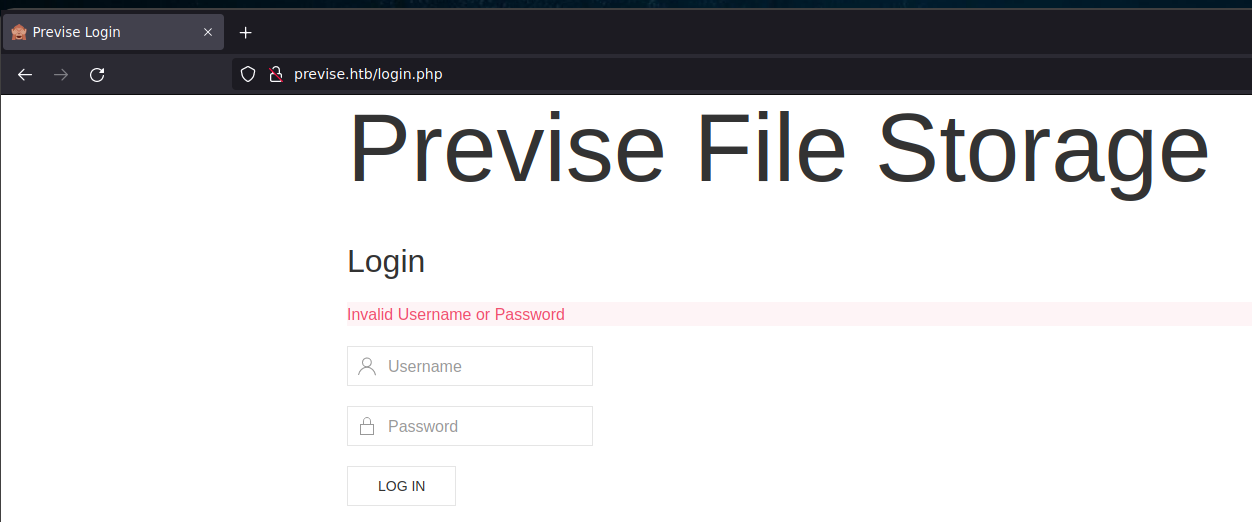 Previse Login
previse.htb/login.php
Previse File Storage
Login
Invalid Username or Password
Username
Password
LOG IN